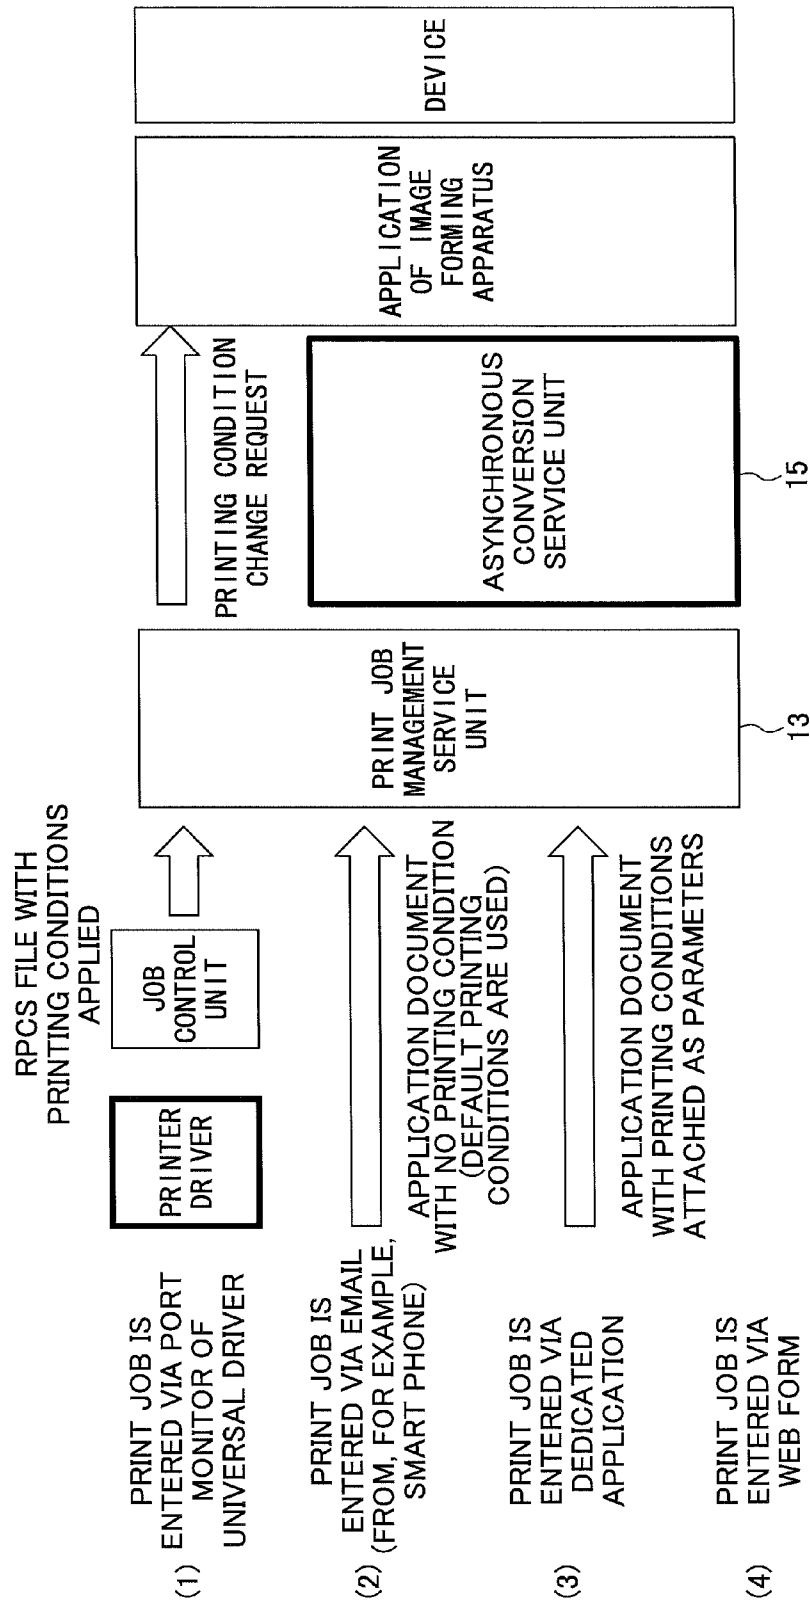 (1)
PRINT JOB IS
ENTERED VIA PORT
MONITOR OF
UNIVERSAL DRIVER
PRINTER
DRIVER
JOB
CONTROL
UNIT
RPCS FILE WITH
PRINTING CONDITIONS
APPLIED
(2)
PRINT JOB IS
ENTERED VIA EMAIL
(FROM, FOR EXAMPLE,
SMART PHONE)
APPLICATION DOCUMENT
WITH NO PRINTING CONDITION
(DEFAULT PRINTING
CONDITIONS ARE USED)
(3)
PRINT JOB IS
ENTERED VIA
DEDICATED
APPLICATION
APPLICATION DOCUMENT
WITH PRINTING CONDITIONS
ATTACHED AS PARAMETERS
(4)
PRINT JOB IS
ENTERED VIA
WEB FORM
PRINT JOB
MANAGEMENT
SERVICE
UNIT
13
PRINTING CONDITION
CHANGE REQUEST
ASYNCHRONOUS
CONVERSION
SERVICE UNIT
15
APPLICATION
OF IMAGE
FORMING
APPARATUS
DEVICE